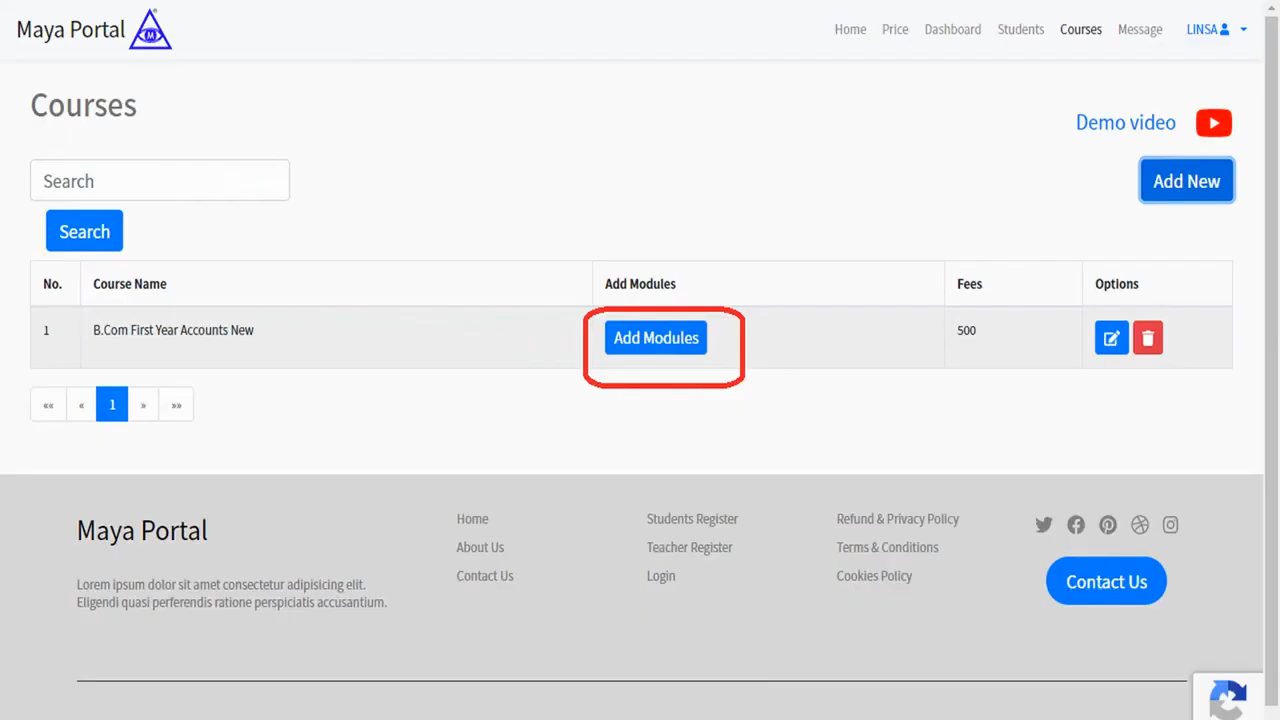 Maya Portal M
Home Price Dashboard Students Courses Message LINSA
Courses
Demo video
Search
Add New
Search
No. Course Name Add Modules Fees Options
1 B.Com First Year Accounts New Add Modules 500
«« « 1 » »»
Maya Portal
Lorem ipsum dolor sit amet consectetur adipisicing elit.
Eligendi quasi perferendis ratione perspiciatis accusantium.
Home
About Us
Contact Us
Students Register
Teacher Register
Login
Refund & Privacy Policy
Terms & Conditions
Cookies Policy
Contact Us